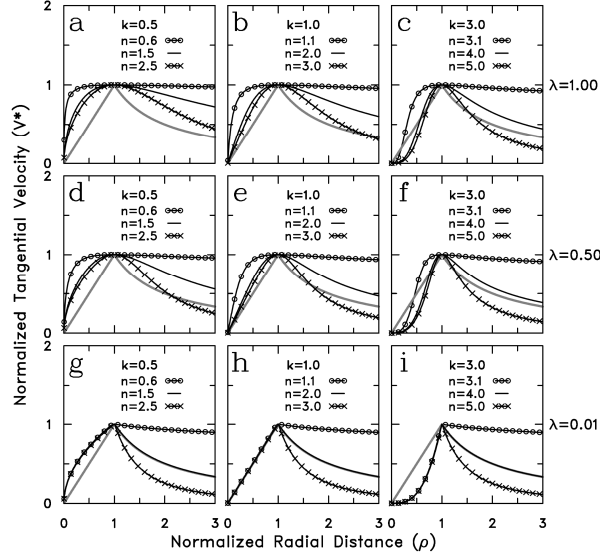 Normalized Tangential Velocity (V*)
2
1
0
a
k=0.5
n=0.6
n=1.5
n=2.5
b
k=1.0
n=1.1
n=2.0
n=3.0
c
k=3.0
n=3.1
n=4.0
n=5.0
λ=1.00
2
1
0
d
k=0.5
n=0.6
n=1.5
n=2.5
e
k=1.0
n=1.1
n=2.0
n=3.0
f
k=3.0
n=3.1
n=4.0
n=5.0
λ=0.50
2
1
0
g
k=0.5
n=0.6
n=1.5
n=2.5
h
k=1.0
n=1.1
n=2.0
n=3.0
i
k=3.0
n=3.1
n=4.0
n=5.0
λ=0.01
0 1 2 3 0 1 2 3 0 1 2 3
Normalized Radial Distance (ρ)